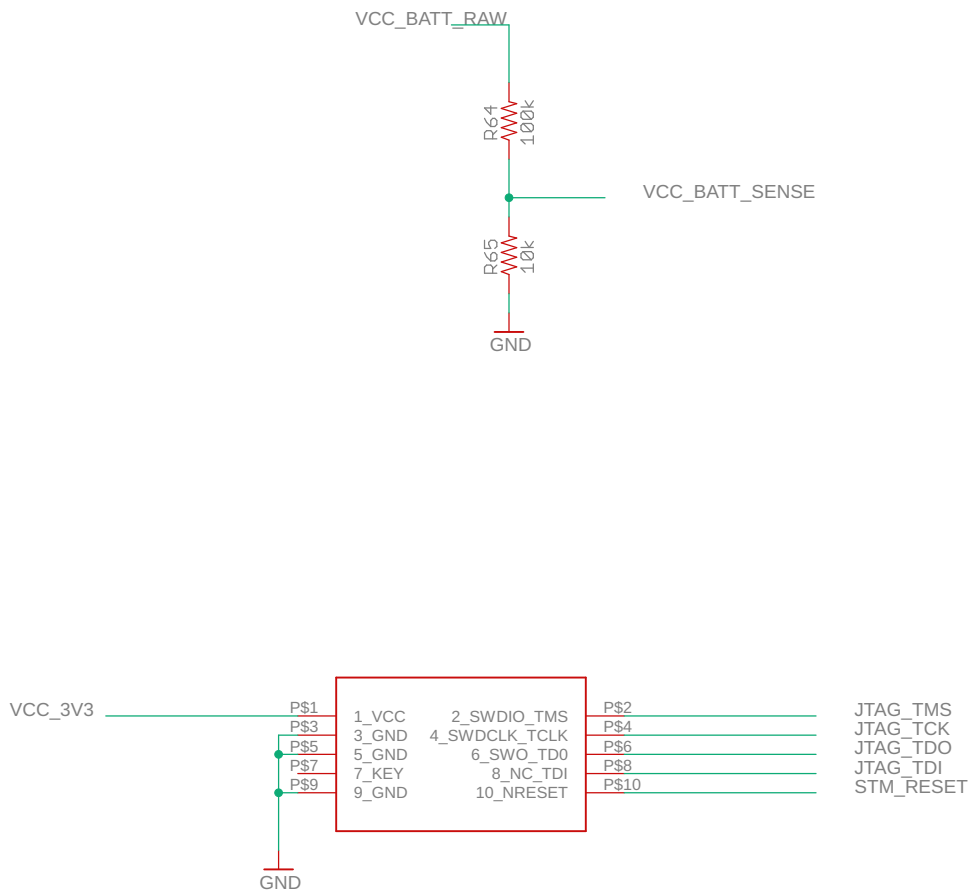 VCC_BATT_RAW
R64
100k
VCC_BATT_SENSE
R65
10k
GND
VCC_3V3
P$1
P$3
P$5
P$7
P$9
1_VCC
3_GND
5_GND
7_KEY
9_GND
2_SWDIO_TMS
4_SWDCLK_TCLK
6_SWO_TD0
8_NC_TDI
10_NRESET
P$2
P$4
P$6
P$8
P$10
JTAG_TMS
JTAG_TCK
JTAG_TDO
JTAG_TDI
STM_RESET
GND